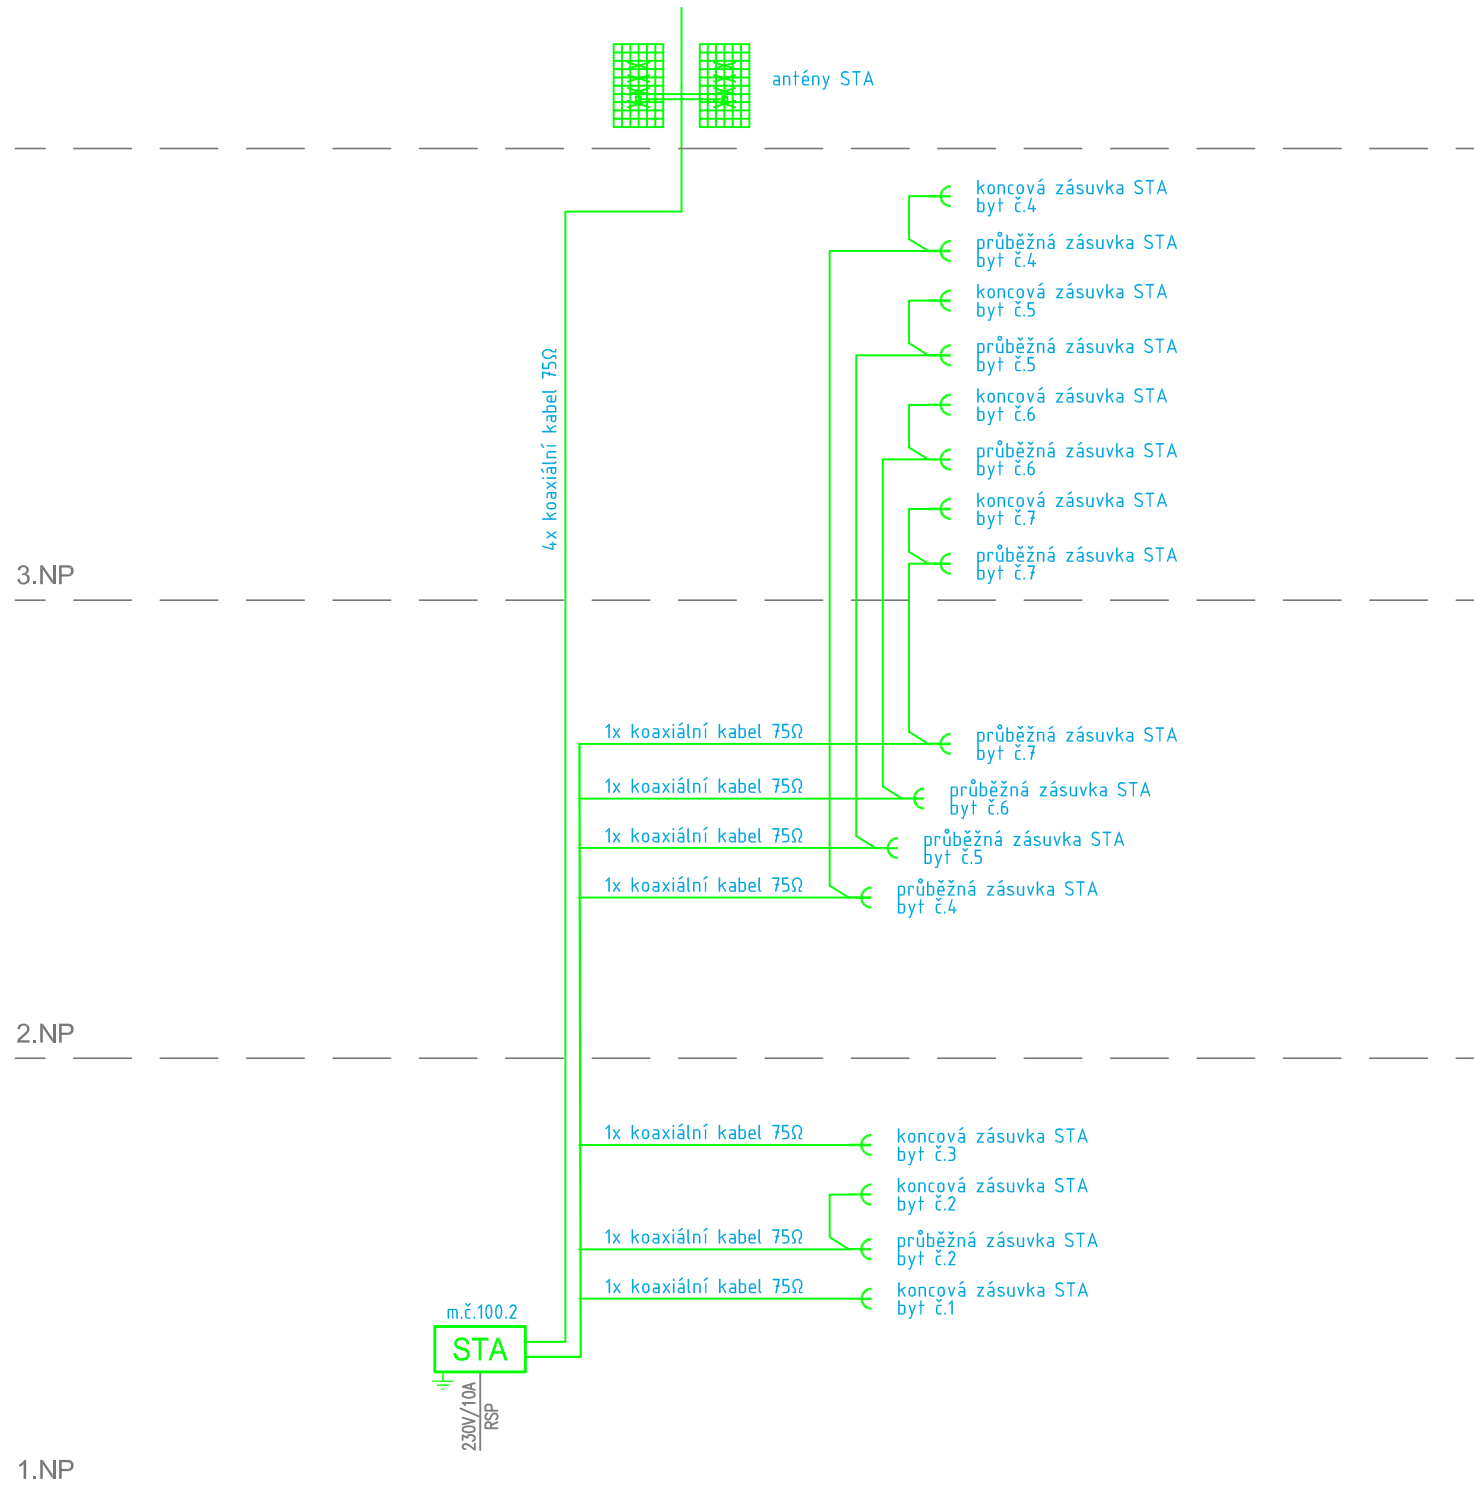 antény STA
koncová zásuvka STA
byt č.4
průběžná zásuvka STA
byt č.4
koncová zásuvka STA
byt č.5
průběžná zásuvka STA
byt č.5
koncová zásuvka STA
byt č.6
průběžná zásuvka STA
byt č.6
koncová zásuvka STA
byt č.7
průběžná zásuvka STA
byt č.7
4x koaxiální kabel 75Ω
3.NP
1x koaxiální kabel 75Ω
průběžná zásuvka STA
byt č.7
1x koaxiální kabel 75Ω
průběžná zásuvka STA
byt č.6
1x koaxiální kabel 75Ω
průběžná zásuvka STA
byt č.5
1x koaxiální kabel 75Ω
průběžná zásuvka STA
byt č.4
2.NP
1x koaxiální kabel 75Ω
koncová zásuvka STA
byt č.3
koncová zásuvka STA
byt č.2
1x koaxiální kabel 75Ω
průběžná zásuvka STA
byt č.2
1x koaxiální kabel 75Ω
koncová zásuvka STA
byt č.1
m.č.100.2
STA
230V/10A
RSP
1.NP